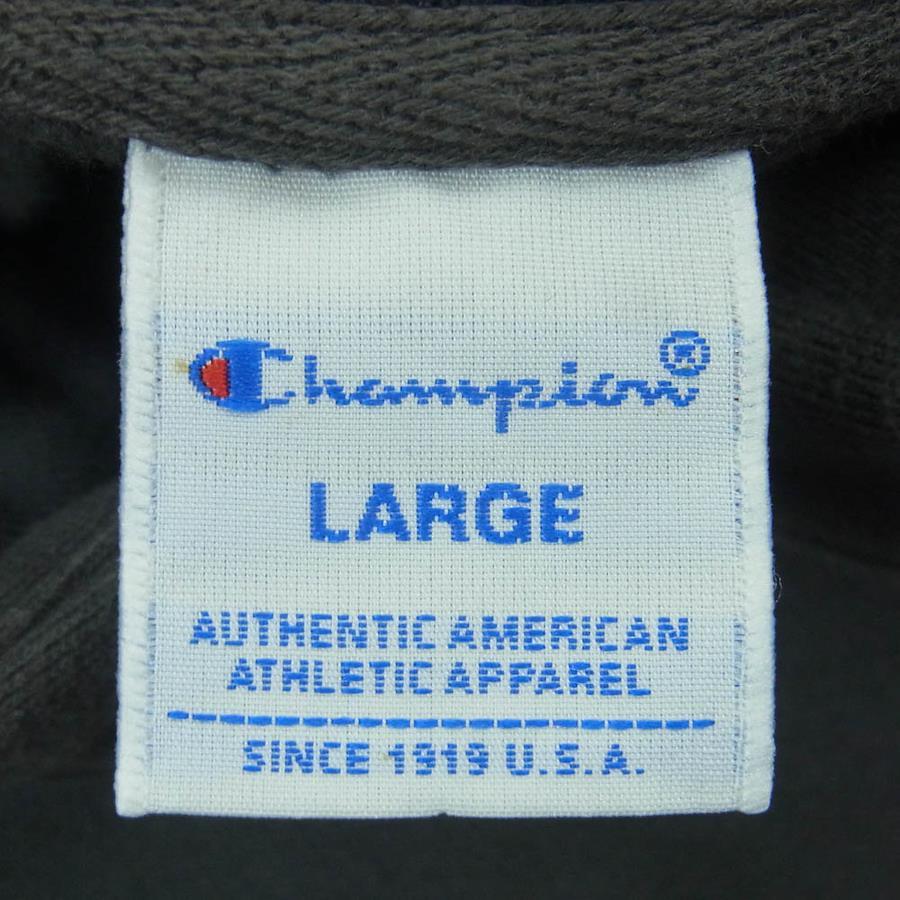 Champion®
LARGE
AUTHENTIC AMERICAN
ATHLETIC APPAREL
SINCE 1919 U.S.A.